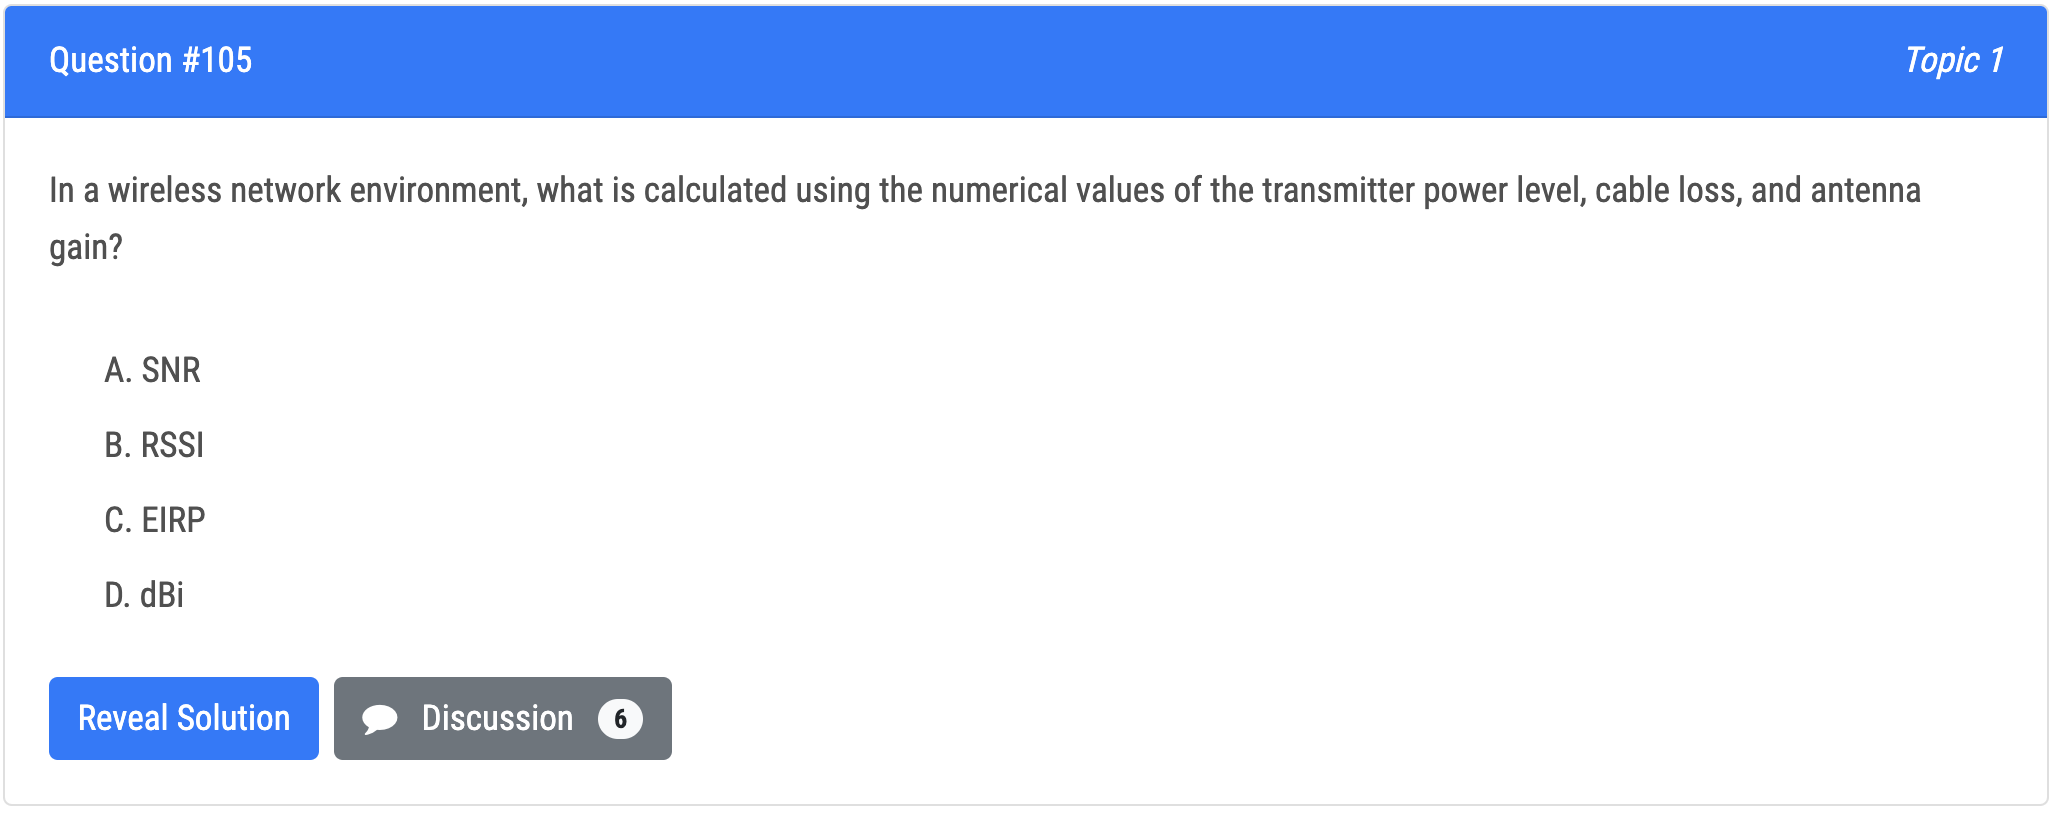 Question #105
Topic 1
In a wireless network environment, what is calculated using the numerical values of the transmitter power level, cable loss, and antenna
gain?
A. SNR
B. RSSI
C. EIRP
D. dBi
Reveal Solution
Discussion 6